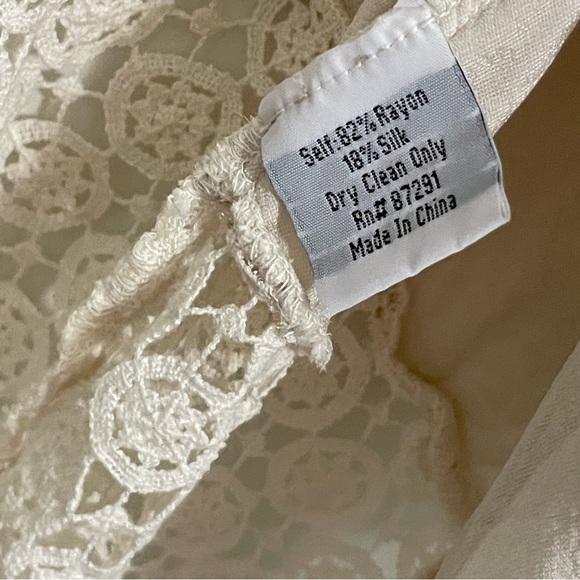 Self:82%Rayon
18%Silk
Dry Clean Only
Rn# 87291
Made In China